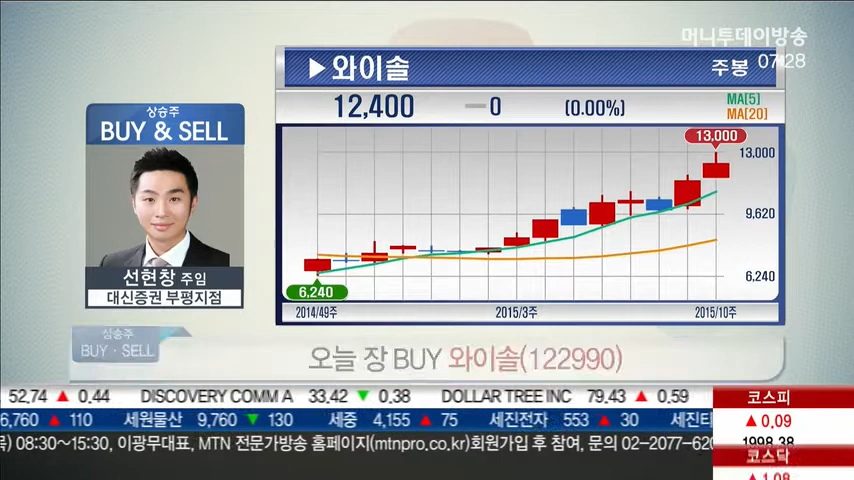 머니투데이방송
07:28
▶와이솔
주봉
12,400 0 (0.00%)
MA[5]
MA[20]
상승주
BUY & SELL
선현창 주임
대신증권 부평지점
13,000
13.000
9.620
6.240
6.240
2014/49주 2015/3주 2015/10주
상승주
BUY · SELL
오늘 장 BUY 와이솔(122990)
52,74 ▲ 0,44 DISCOVERY COMM A 33,42 ▼ 0,38 DOLLAR TREE INC 79,43 ▲ 0,59
6,760 ▲ 110 세원물산 9,760 ▼ 130 세중 4,155 ▲ 75 세진전자 553 ▲ 30 세진티
08:30~15:30, 이광무대표, MTN 전문가방송 홈페이지(mtnpro.co.kr)회원가입 후 참여, 문의 02-2077-620
코스피
▲0,09
1998.38
코스닥
▲1,08